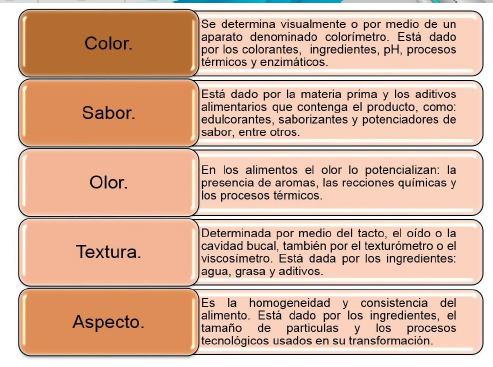 Color.
Se determina visualmente o por medio de un
aparato denominado colorímetro. Está dado
por los colorantes, ingredientes, pH, procesos
térmicos y enzimáticos.
Sabor.
Está dado por la materia prima y los aditivos
alimentarios que contenga el producto, como:
edulcorantes, saborizantes y potenciadores de
sabor, entre otros.
Olor.
En los alimentos el olor lo potencializan: la
presencia de aromas, las recciones químicas y
los procesos térmicos.
Textura.
Determinada por medio del tacto, el oído o la
cavidad bucal, también por el texturómetro o el
viscosímetro. Está dada por los ingredientes:
agua, grasa y aditivos.
Aspecto.
Es la homogeneidad y consistencia del
alimento. Está dado por los ingredientes, el
tamaño de particulas y los procesos
tecnológicos usados en su transformación.